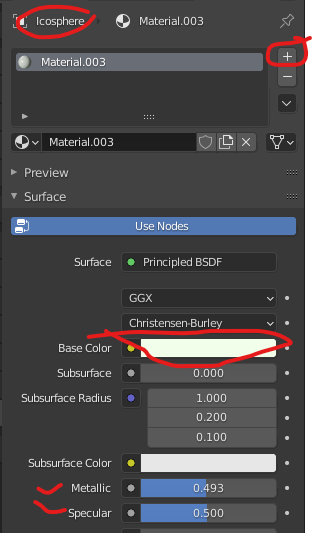 Icosphere > Material.003
Material.003
Material.003
Preview
Surface
Use Nodes
Surface Principled BSDF
GGX
Christensen-Burley
Base Color
Subsurface 0.000
Subsurface Radius 1.000
0.200
0.100
Subsurface Color
Metallic 0.493
Specular 0.500